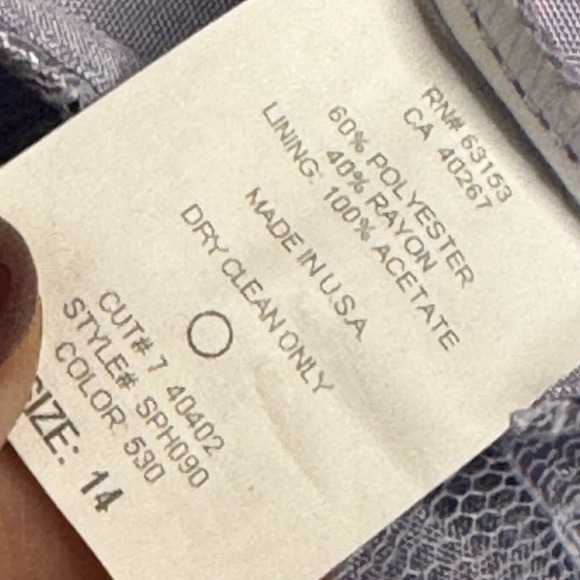 RN# 63153
CA 40267
60% POLYESTER
40% RAYON
LINING: 100% ACETATE
MADE IN U.S.A.
DRY CLEAN ONLY
CUT# 7 40402
STYLE# SPH090
COLOR: 530
SIZE: 14